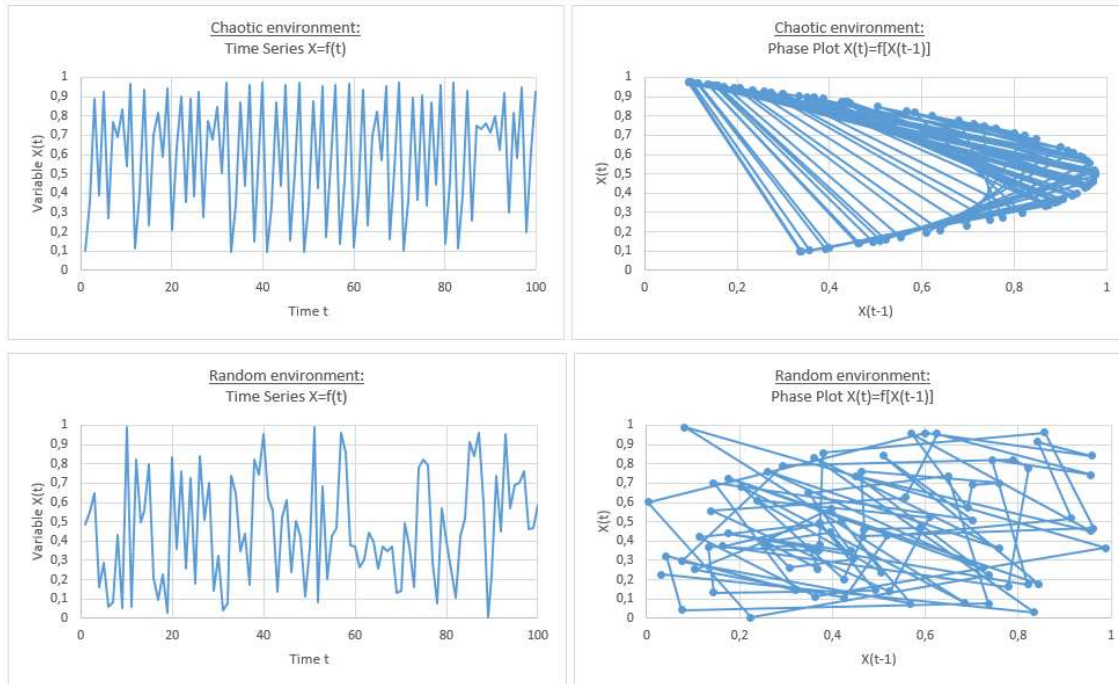 Chaotic environment:
Time Series X=f(t)
1
0,9
0,8
0,7
0,6
0,5
0,4
0,3
0,2
0,1
0
Variable X(t)
0 20 40 60 80 100
Time t
Chaotic environment:
Phase Plot X(t)=f[X(t-1)]
1
0,9
0,8
0,7
0,6
0,5
0,4
0,3
0,2
0,1
0
X(t)
0 0,2 0,4 0,6 0,8 1
X(t-1)
Random environment:
Time Series X=f(t)
1
0,9
0,8
0,7
0,6
0,5
0,4
0,3
0,2
0,1
0
Variable X(t)
0 20 40 60 80 100
Time t
Random environment:
Phase Plot X(t)=f[X(t-1)]
1
0,9
0,8
0,7
0,6
0,5
0,4
0,3
0,2
0,1
0
X(t)
0 0,2 0,4 0,6 0,8 1
X(t-1)